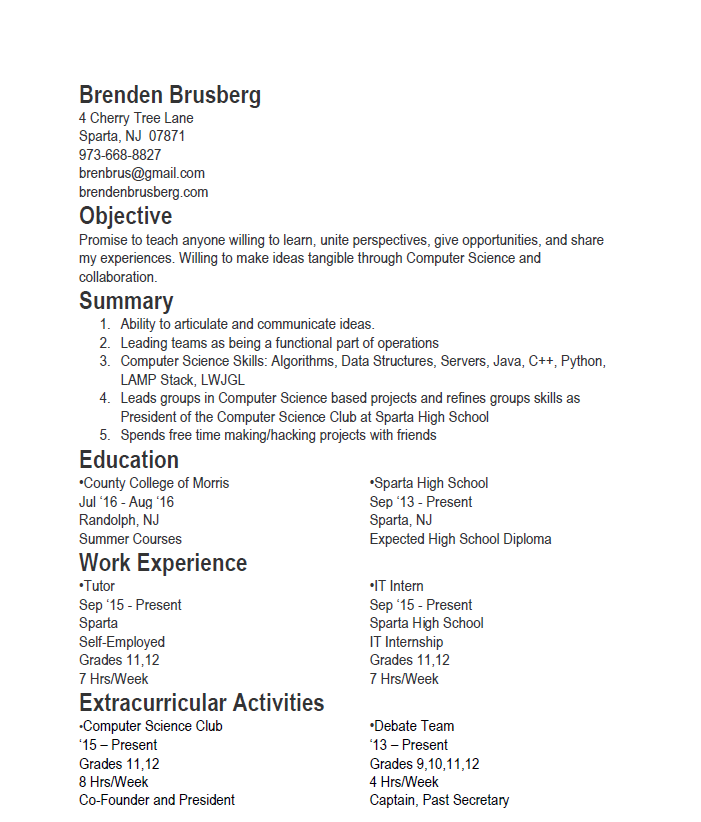 Brenden Brusberg
4 Cherry Tree Lane
Sparta, NJ  07871
973-668-8827
brenbrus@gmail.com
brendenbrusberg.com
Objective
Promise to teach anyone willing to learn, unite perspectives, give opportunities, and share
my experiences. Willing to make ideas tangible through Computer Science and
collaboration.
Summary
1. Ability to articulate and communicate ideas.
2. Leading teams as being a functional part of operations
3. Computer Science Skills: Algorithms, Data Structures, Servers, Java, C++, Python,
LAMP Stack, LWJGL
4. Leads groups in Computer Science based projects and refines groups skills as
President of the Computer Science Club at Sparta High School
5. Spends free time making/hacking projects with friends
Education
•County College of Morris
Jul ‘16 - Aug ‘16
Randolph, NJ
Summer Courses
•Sparta High School
Sep ‘13 - Present
Sparta, NJ
Expected High School Diploma
Work Experience
•Tutor
Sep ‘15 - Present
Sparta
Self-Employed
Grades 11,12
7 Hrs/Week
•IT Intern
Sep ‘15 - Present
Sparta High School
IT Internship
Grades 11,12
7 Hrs/Week
Extracurricular Activities
•Computer Science Club
‘15 – Present
Grades 11,12
8 Hrs/Week
Co-Founder and President
•Debate Team
‘13 – Present
Grades 9,10,11,12
4 Hrs/Week
Captain, Past Secretary